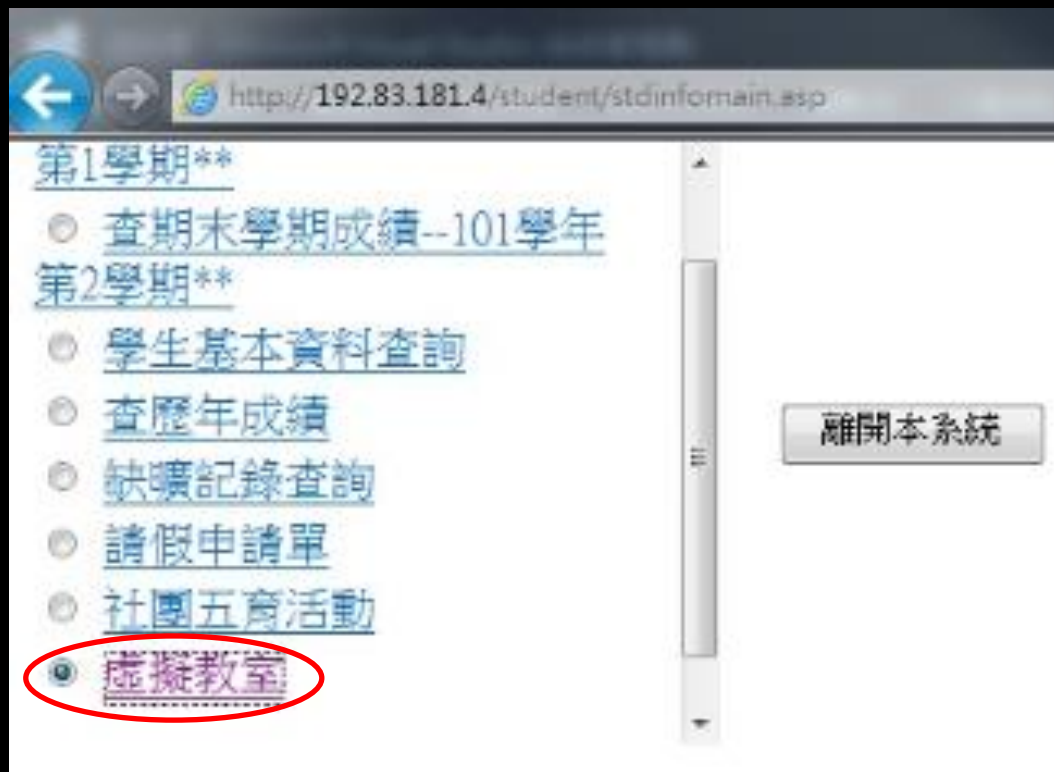 http://192.83.181.4/student/stdinfomain.asp
第1學期**
查期末學期成績--101學年
第2學期**
學生基本資料查詢
查歷年成績
缺曠記錄查詢
請假申請單
社團五育活動
虛擬教室
離開本系統